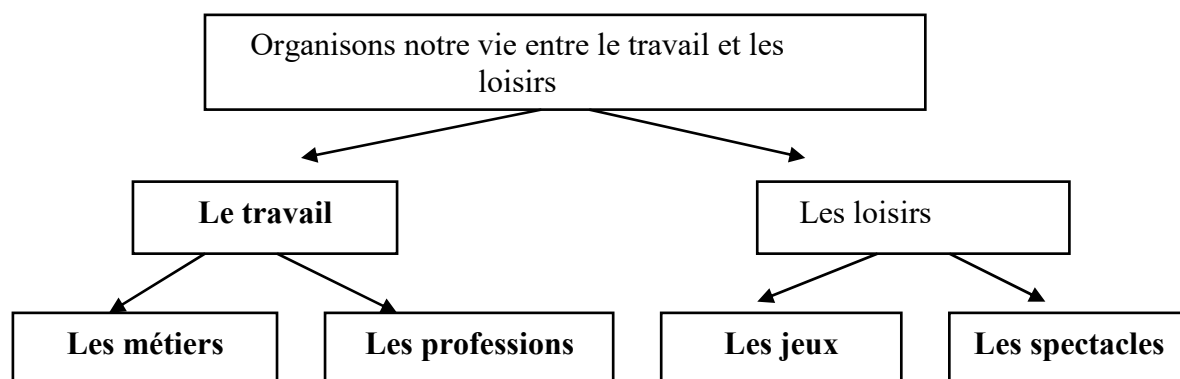 Organisons notre vie entre le travail et les
loisirs
Le travail
Les loisirs
Les métiers
Les professions
Les jeux
Les spectacles